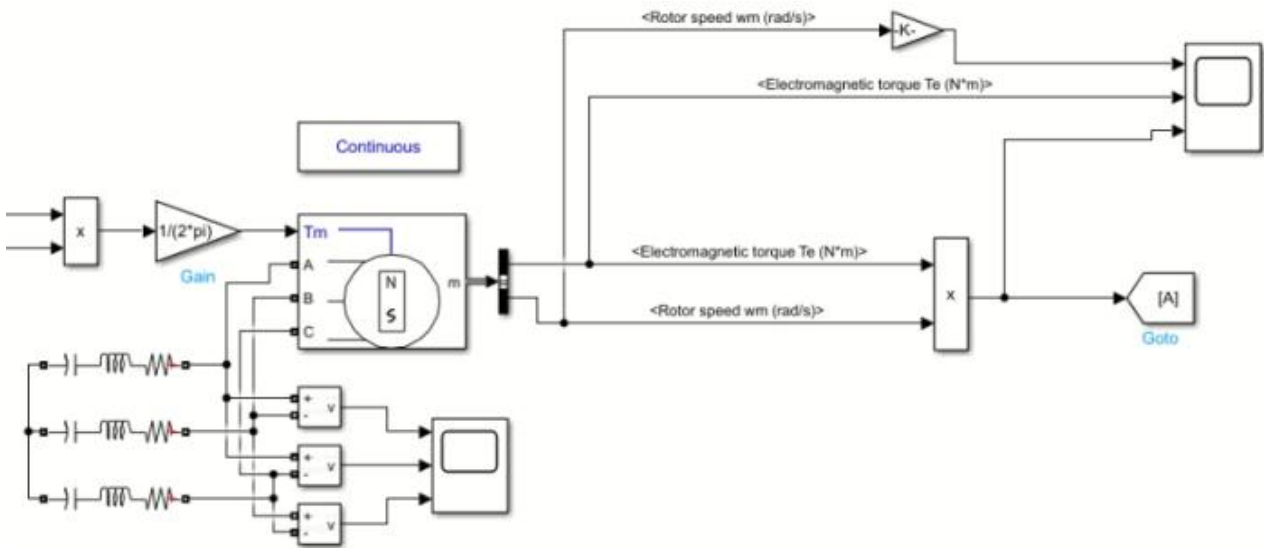 <Rotor speed wm (rad/s)>
-K-
<Electromagnetic torque Te (N*m)>
Continuous
x
1/(2*pi)
Gain
Tm
A
B
C
N
S
m
<Electromagnetic torque Te (N*m)>
<Rotor speed wm (rad/s)>
x
[A]
Goto
+
-
v
+
-
v
+
-
v